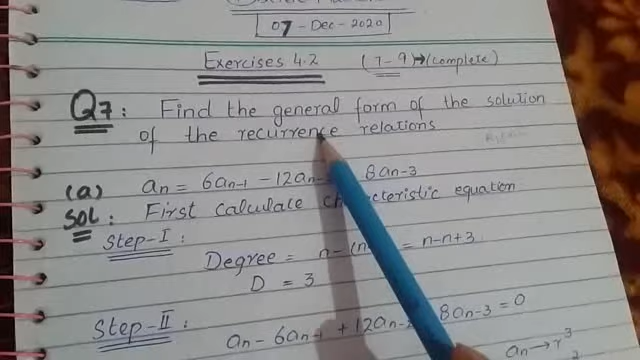 07-Dec-2020
Exercises 4.2 (7-9)→(complete)
Q7: Find the general form of the solution
of the recurrence relations
(a) an = 6an-1 - 12an- 8an-3
Sol: First calculate characteristic equation
Step-I:
Degree = n-(n = n-n+3
D = 3
Step-II: an - 6an-1 + 12an-2 8an-3 = 0
an → r³